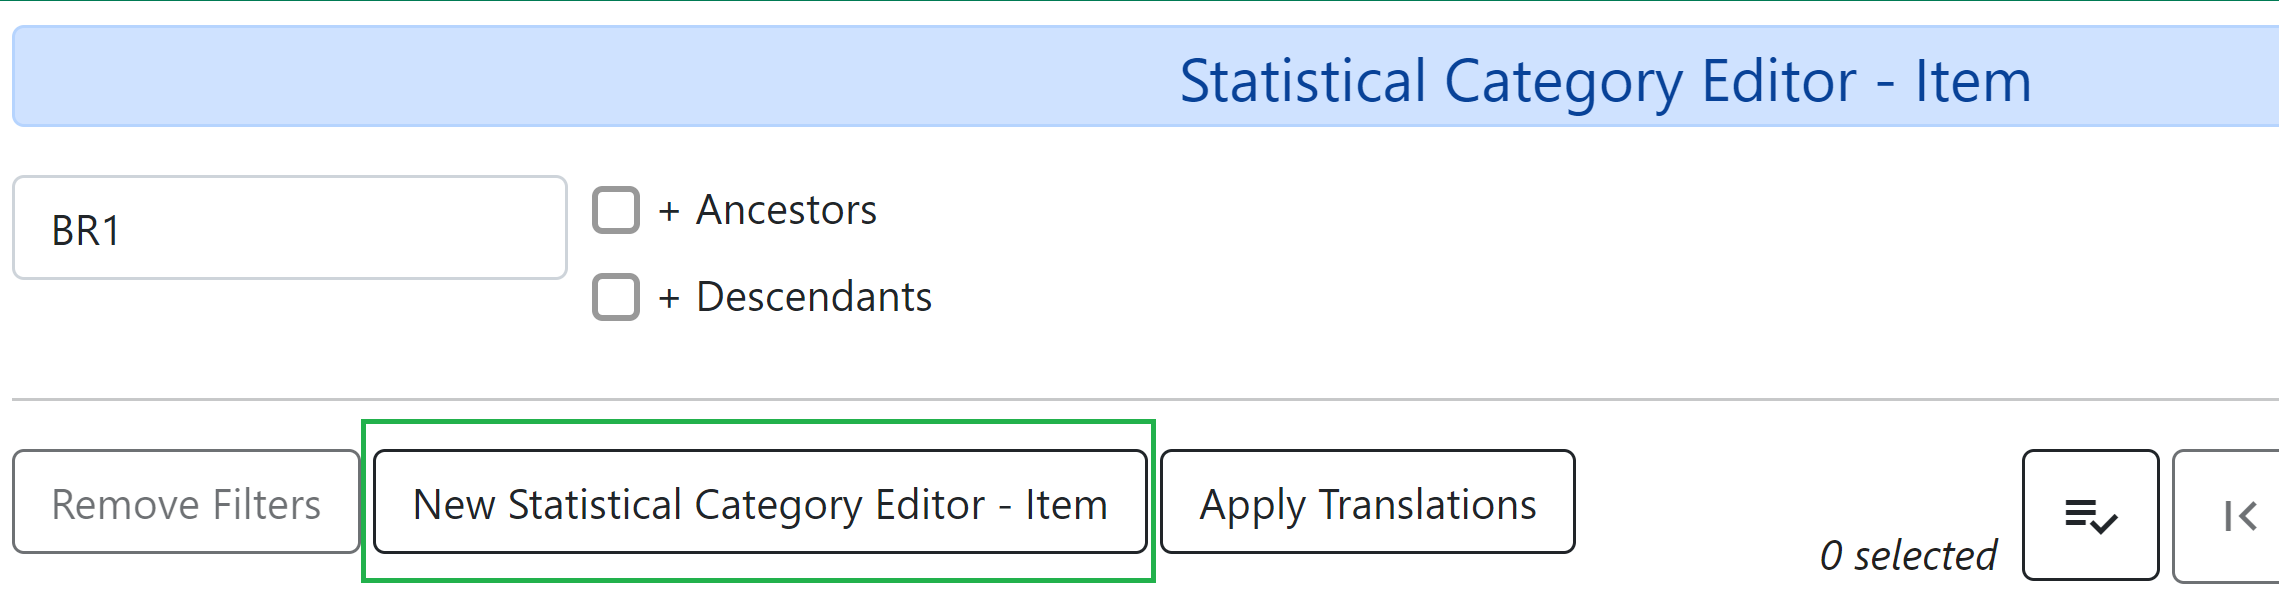 Statistical Category Editor - Item
BR1
+ Ancestors
+ Descendants
Remove Filters
New Statistical Category Editor - Item
Apply Translations
0 selected